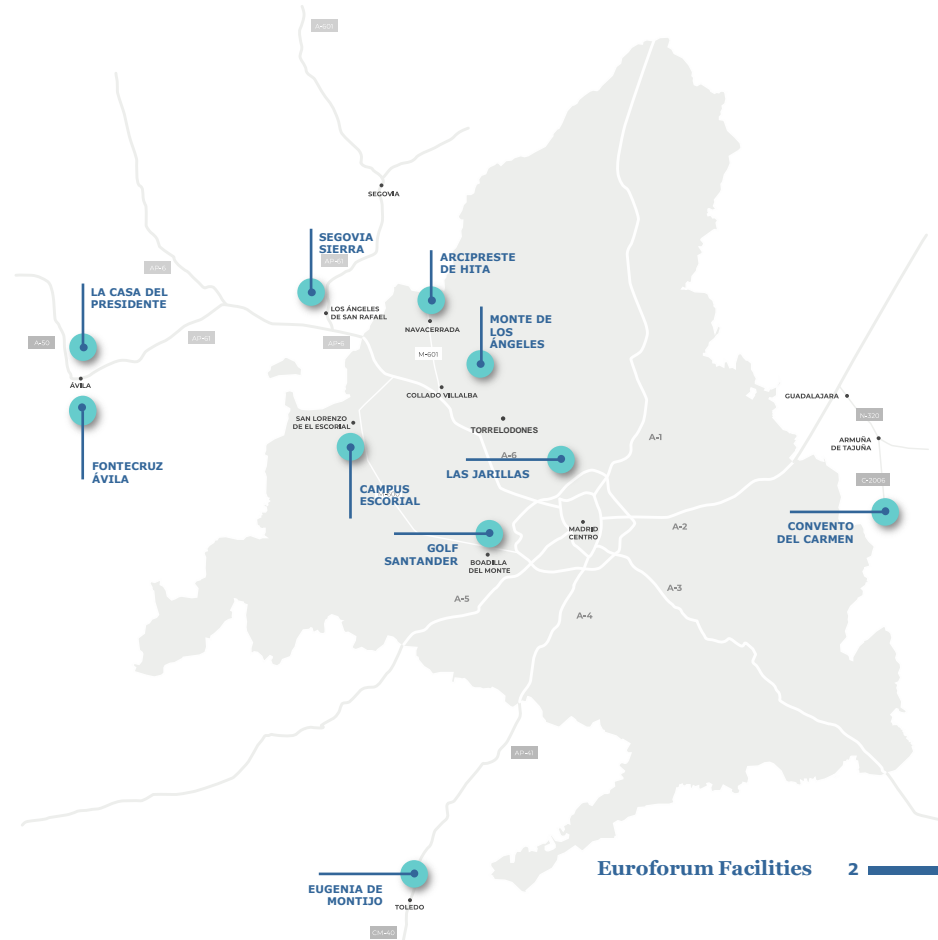 A-601
SEGOVIA
SEGOVIA
SIERRA
AP-61
ARCIPRESTE
DE HITA
AP-6
LA CASA DEL
PRESIDENTE
LOS ÁNGELES
DE SAN RAFAEL
NAVACERRADA
MONTE DE
LOS
ÁNGELES
A-50
AP-51
AP-6
M-601
ÁVILA
COLLADO VILLALBA
GUADALAJARA
N-320
SAN LORENZO
DE EL ESCORIAL
TORRELODONES
A-1
ARMUÑA
DE TAJUÑA
A-6
FONTECRUZ
ÁVILA
LAS JARILLAS
C-2006
CAMPUS
ESCORIAL
MADRID
CENTRO
A-2
CONVENTO
DEL CARMEN
GOLF
SANTANDER
BOADILLA
DEL MONTE
A-5
A-3
A-4
AP-41
Euroforum Facilities 2
EUGENIA DE
MONTIJO
TOLEDO
CM-40